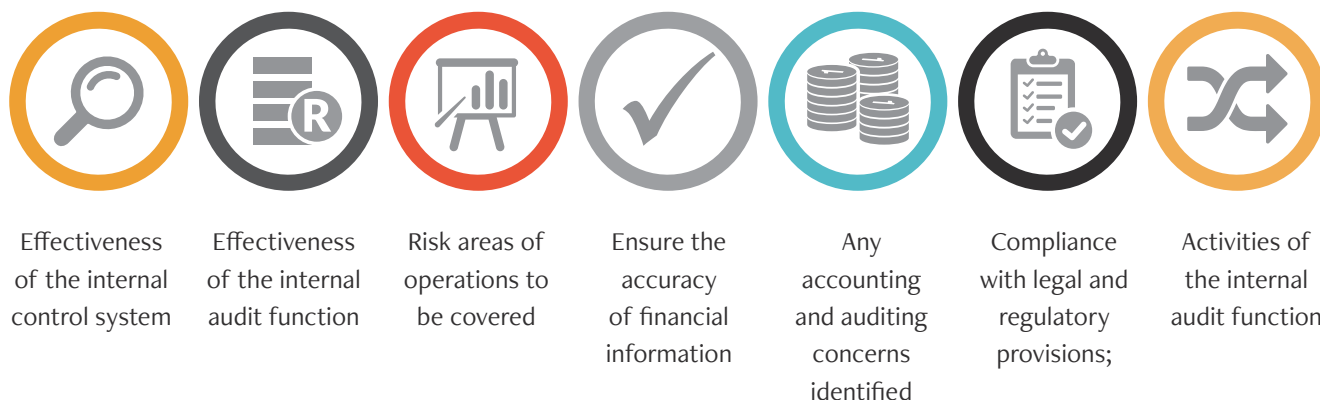 R
Effectiveness
of the internal
control system
Effectiveness
of the internal
audit function
Risk areas of
operations to
be covered
Ensure the
accuracy
of financial
information
Any
accounting
and auditing
concerns
identified
Compliance
with legal and
regulatory
provisions;
Activities of
the internal
audit function